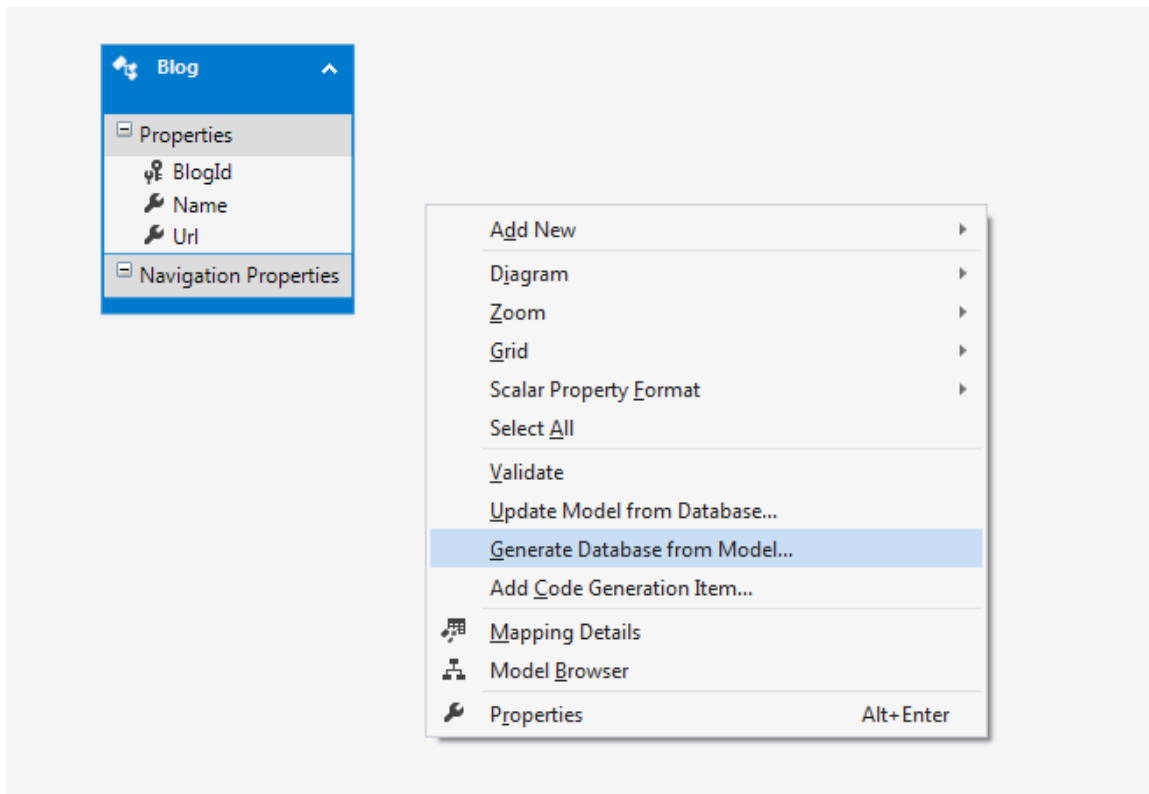 Blog
Properties
BlogId
Name
Url
Navigation Properties
Add New
Diagram
Zoom
Grid
Scalar Property Format
Select All
Validate
Update Model from Database...
Generate Database from Model...
Add Code Generation Item...
Mapping Details
Model Browser
Properties Alt+Enter